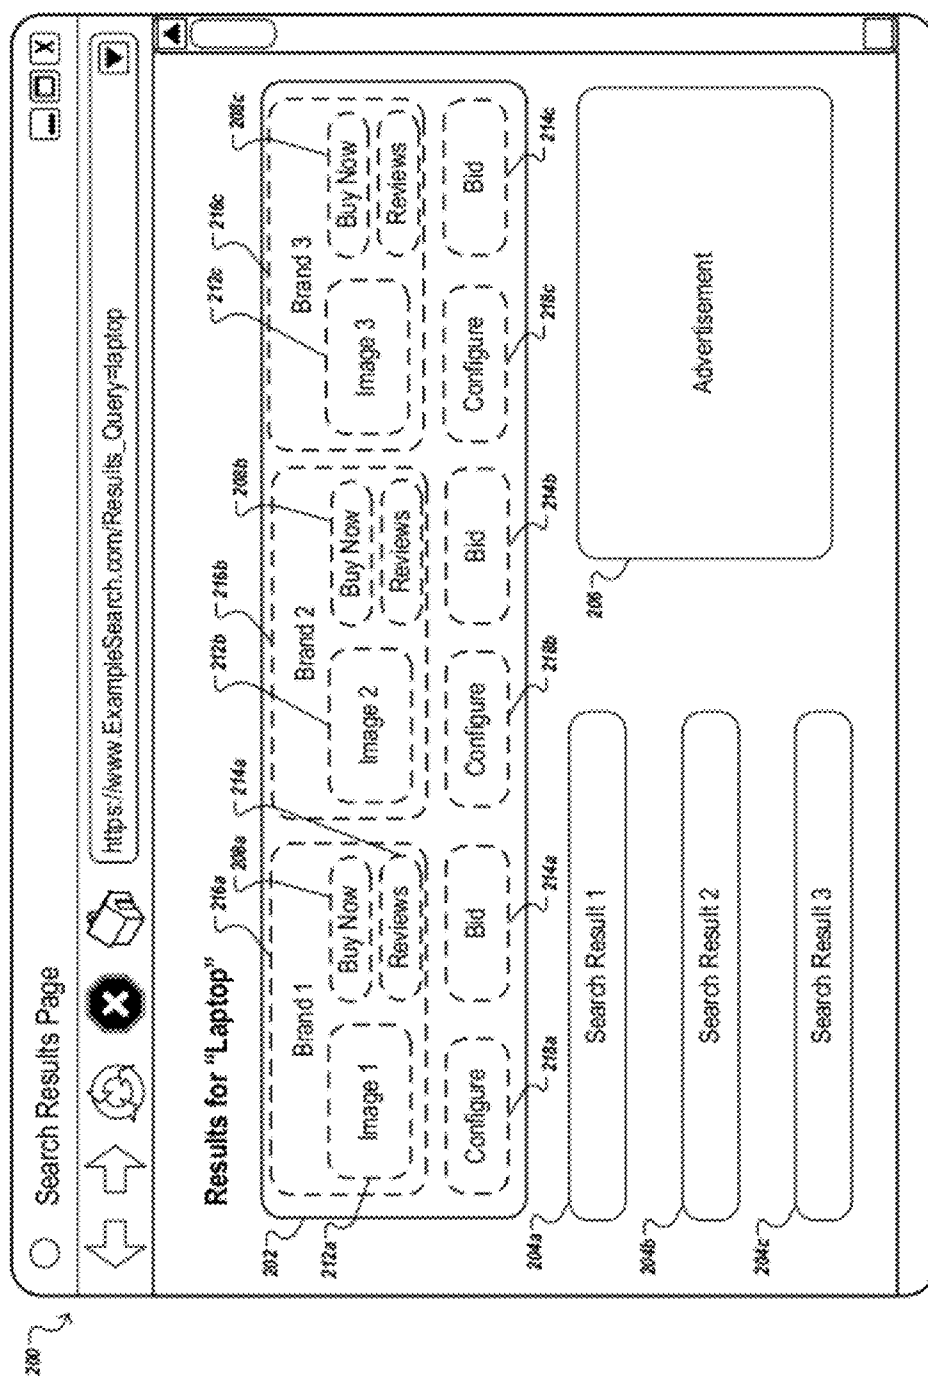 200
Search Results Page
X
https://www.ExampleSearch.com/Results_Query=laptop
Results for "Laptop"
216a
208a
214a
212b
216b
208b
212c
216c
208c
202
Brand 1
Brand 2
Brand 3
212a
Image 1
Buy Now
Reviews
Image 2
Buy Now
Reviews
Image 3
Buy Now
Reviews
Configure
Bid
Configure
Bid
Configure
Bid
218a
214a
218b
214b
218c
214c
204a
Search Result 1
206
Advertisement
204b
Search Result 2
204c
Search Result 3